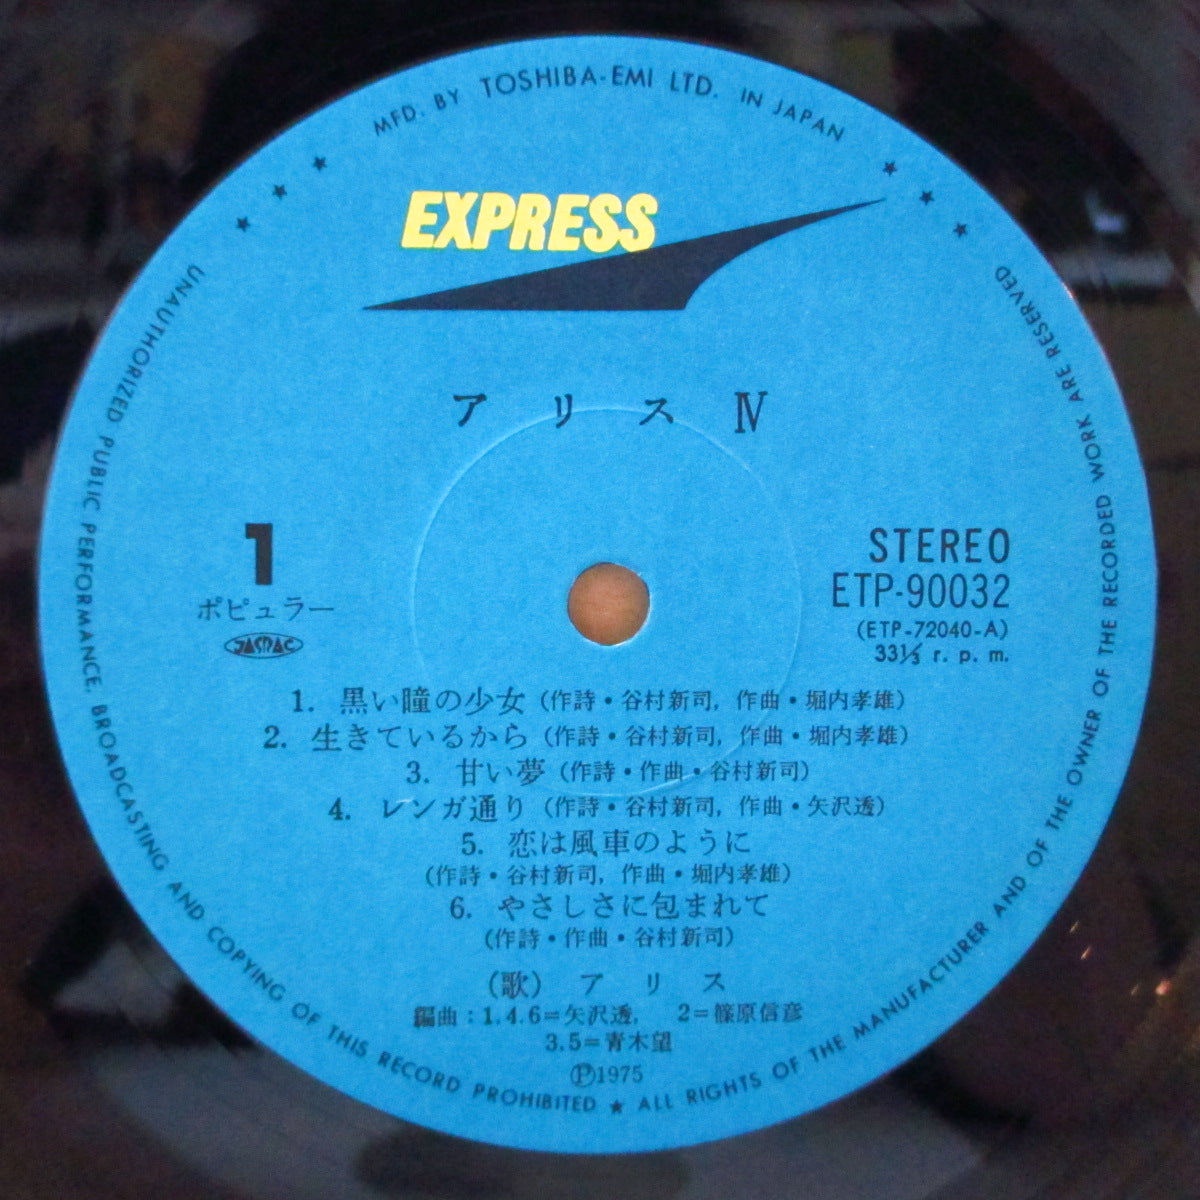 MFD. BY TOSHIBA-EMI LTD. IN JAPAN
EXPRESS
アリスⅣ
1
ポピュラー
JASRAC
STEREO
ETP-90032
(ETP-72040-A)
33⅓ r. p. m.
1. 黒い瞳の少女 (作詩・谷村新司, 作曲・堀内孝雄)
2. 生きているから (作詩・谷村新司, 作曲・堀内孝雄)
3. 甘い夢 (作詩・作曲・谷村新司)
4. レンガ通り (作詩・谷村新司, 作曲・矢沢透)
5. 恋は風車のように
(作詩・谷村新司, 作曲・堀内孝雄)
6. やさしさに包まれて
(作詩・作曲・谷村新司)
(歌) アリス
編曲：1.4.6＝矢沢透, 2＝篠原信彦
3.5＝青木望
Ⓟ1975
UNAUTHORIZED PUBLIC PERFORMANCE, BROADCASTING AND COPYING OF THIS RECORD PROHIBITED ★ ALL RIGHTS OF THE MANUFACTURER AND OF THE OWNER OF THE RECORDED WORK ARE RESERVED